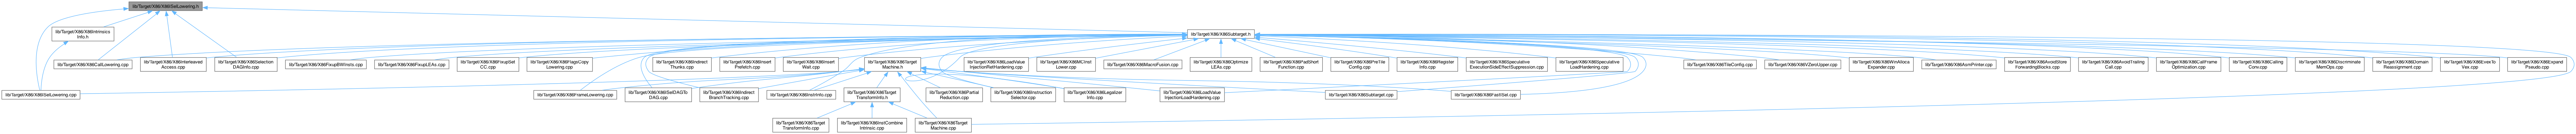 lib/Target/X86/X86ISelLowering.h
lib/Target/X86/X86Intrinsics
Info.h
lib/Target/X86/X86Subtarget.h
lib/Target/X86/X86CallLowering.cpp
lib/Target/X86/X86Interleaved
Access.cpp
lib/Target/X86/X86Selection
DAGInfo.cpp
lib/Target/X86/X86FixupBWInsts.cpp
lib/Target/X86/X86FixupLEAs.cpp
lib/Target/X86/X86FixupSet
CC.cpp
lib/Target/X86/X86FlagsCopy
Lowering.cpp
lib/Target/X86/X86Indirect
Thunks.cpp
lib/Target/X86/X86Insert
Prefetch.cpp
lib/Target/X86/X86Insert
Wait.cpp
lib/Target/X86/X86Target
Machine.h
lib/Target/X86/X86LoadValue
InjectionRetHardening.cpp
lib/Target/X86/X86MCInst
Lower.cpp
lib/Target/X86/X86MacroFusion.cpp
lib/Target/X86/X86Optimize
LEAs.cpp
lib/Target/X86/X86PadShort
Function.cpp
lib/Target/X86/X86PreTile
Config.cpp
lib/Target/X86/X86Register
Info.cpp
lib/Target/X86/X86Speculative
ExecutionSideEffectSuppression.cpp
lib/Target/X86/X86Speculative
LoadHardening.cpp
lib/Target/X86/X86TileConfig.cpp
lib/Target/X86/X86VZeroUpper.cpp
lib/Target/X86/X86WinAlloca
Expander.cpp
lib/Target/X86/X86AsmPrinter.cpp
lib/Target/X86/X86AvoidStore
ForwardingBlocks.cpp
lib/Target/X86/X86AvoidTrailing
Call.cpp
lib/Target/X86/X86CallFrame
Optimization.cpp
lib/Target/X86/X86Calling
Conv.cpp
lib/Target/X86/X86Discriminate
MemOps.cpp
lib/Target/X86/X86Domain
Reassignment.cpp
lib/Target/X86/X86EvexTo
Vex.cpp
lib/Target/X86/X86Expand
Pseudo.cpp
lib/Target/X86/X86ISelLowering.cpp
lib/Target/X86/X86FrameLowering.cpp
lib/Target/X86/X86ISelDAGTo
DAG.cpp
lib/Target/X86/X86Indirect
BranchTracking.cpp
lib/Target/X86/X86InstrInfo.cpp
lib/Target/X86/X86Target
TransformInfo.h
lib/Target/X86/X86Partial
Reduction.cpp
lib/Target/X86/X86Instruction
Selector.cpp
lib/Target/X86/X86Legalizer
Info.cpp
lib/Target/X86/X86LoadValue
InjectionLoadHardening.cpp
lib/Target/X86/X86Subtarget.cpp
lib/Target/X86/X86FastISel.cpp
lib/Target/X86/X86Target
TransformInfo.cpp
lib/Target/X86/X86InstCombine
Intrinsic.cpp
lib/Target/X86/X86Target
Machine.cpp